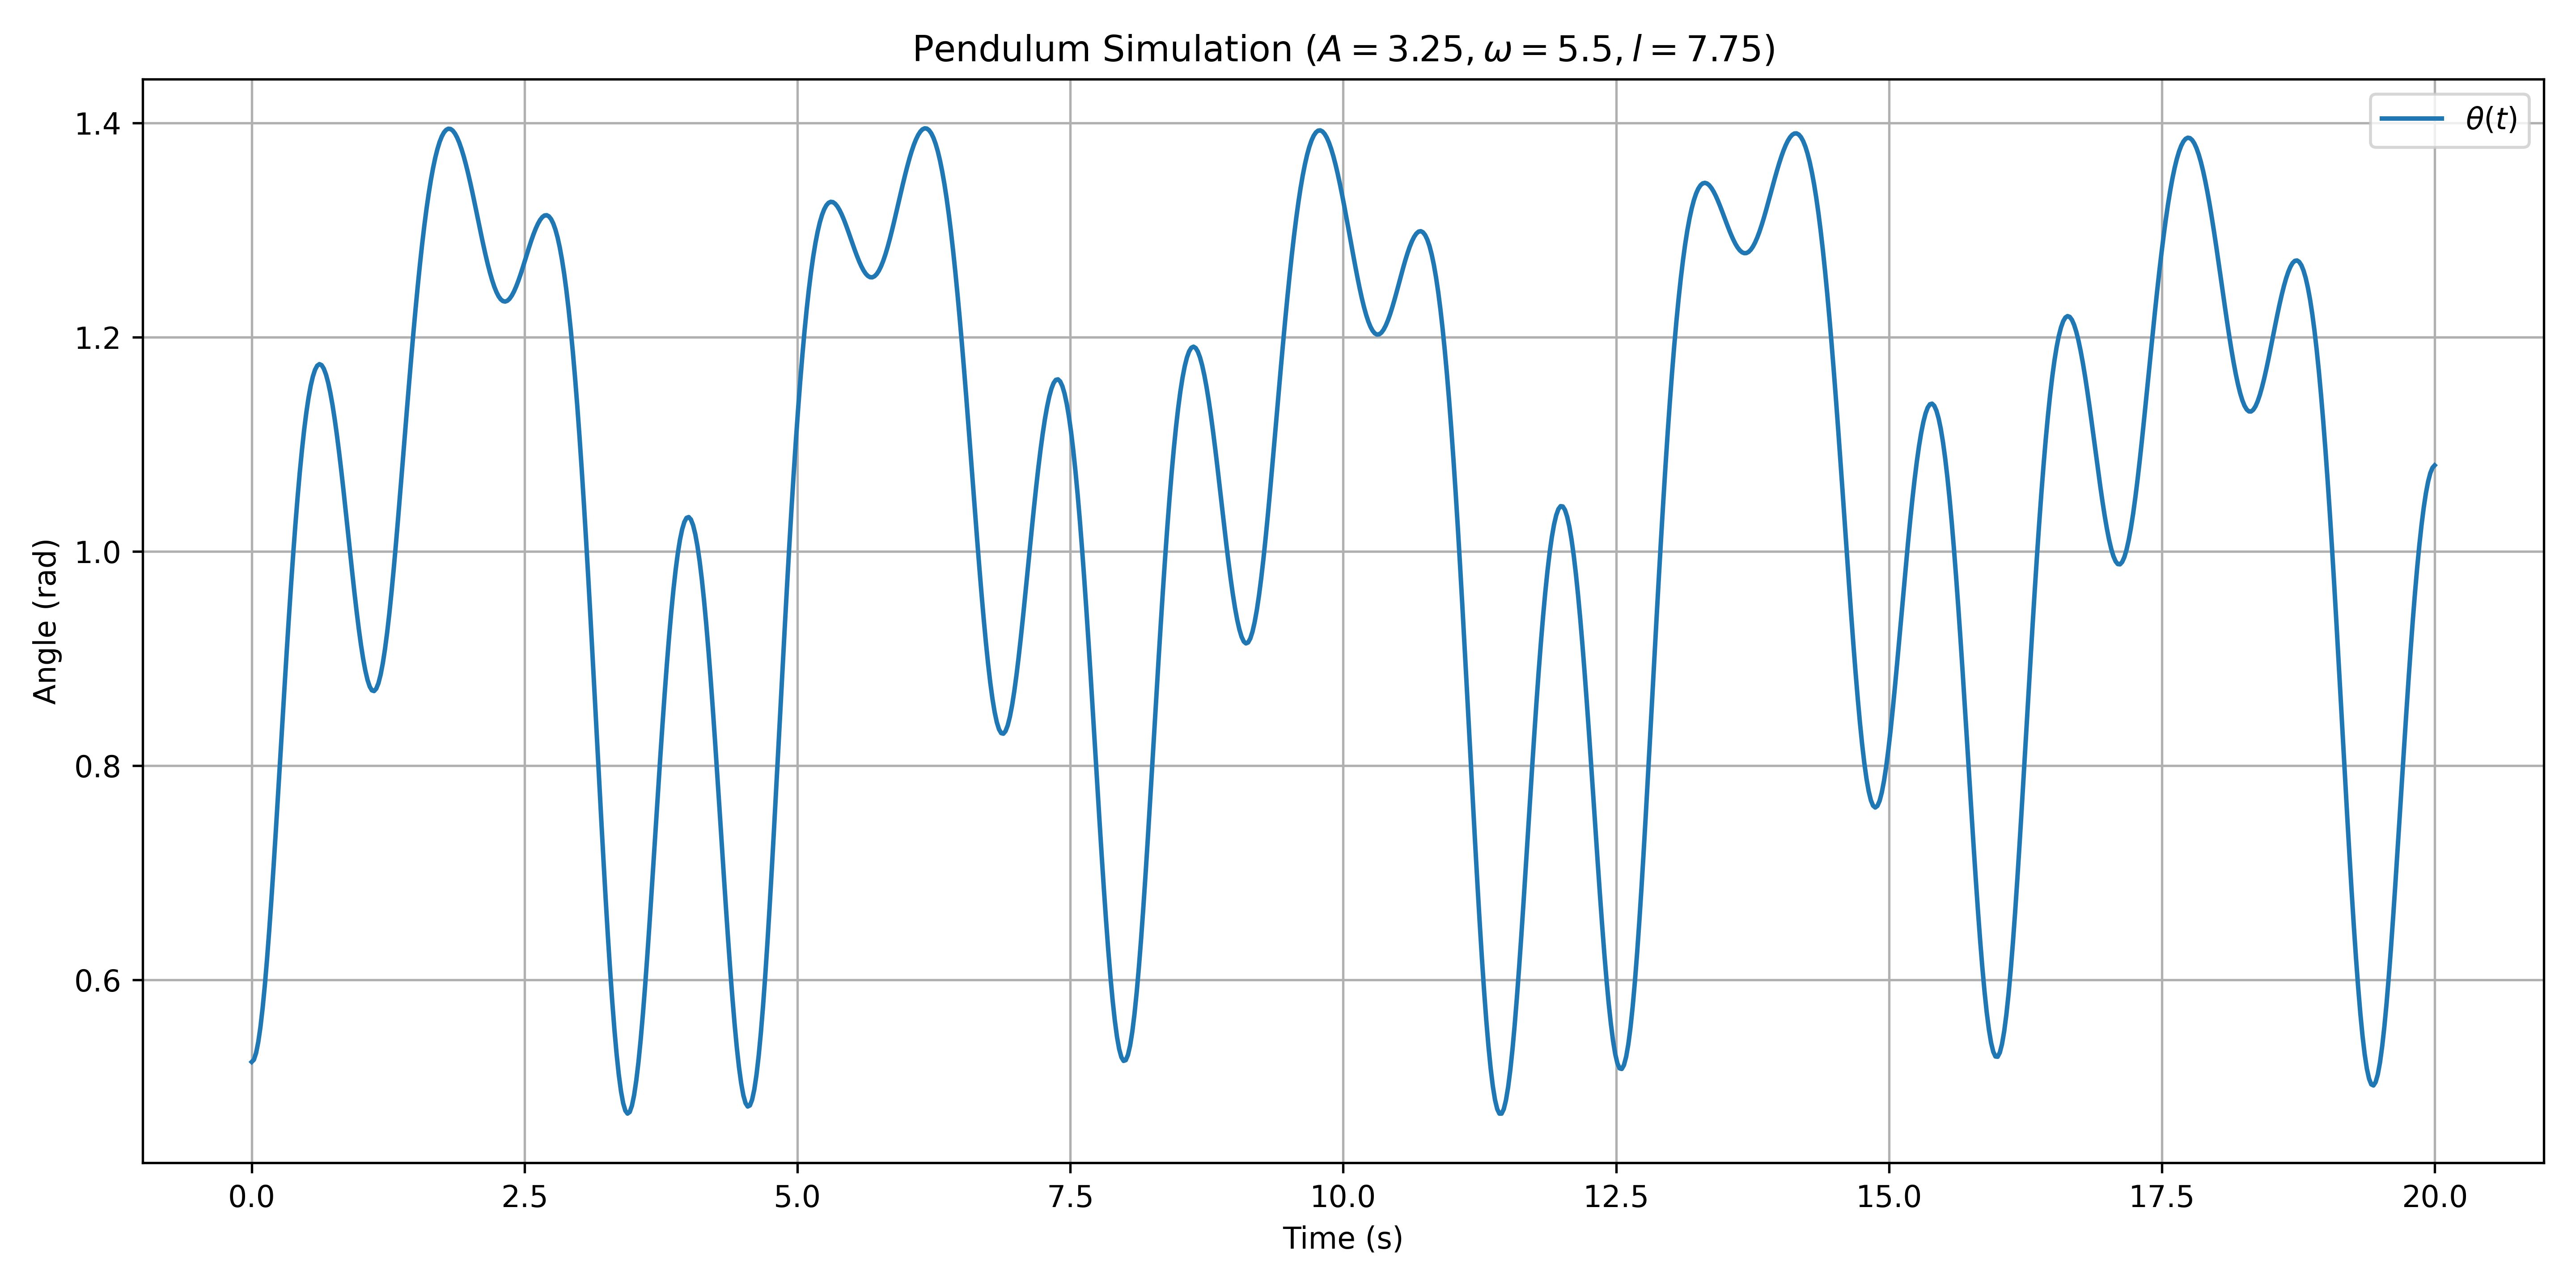 Pendulum Simulation (A = 3.25, ω = 5.5, l = 7.75)
θ(t)
1.4
1.2
1.0
0.8
0.6
Angle (rad)
0.0 2.5 5.0 7.5 10.0 12.5 15.0 17.5 20.0
Time (s)